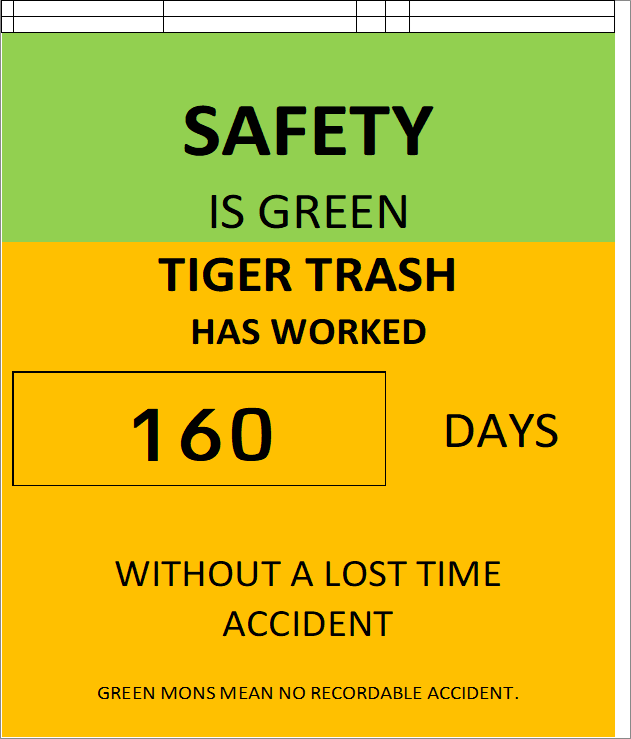 SAFETY
IS GREEN
TIGER TRASH
HAS WORKED
160 DAYS
WITHOUT A LOST TIME
ACCIDENT
GREEN MONS MEAN NO RECORDABLE ACCIDENT.